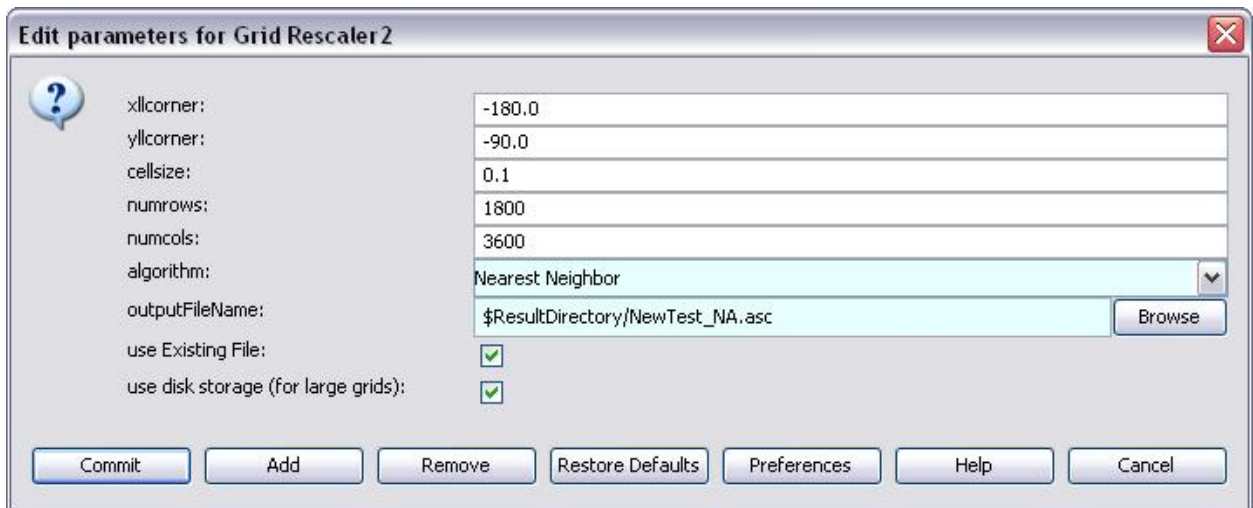 Edit parameters for Grid Rescaler2
xllcorner: -180.0
yllcorner: -90.0
cellsize: 0.1
numrows: 1800
numcols: 3600
algorithm: Nearest Neighbor
outputFileName: $ResultDirectory/NewTest_NA.asc Browse
use Existing File:
use disk storage (for large grids):
Commit Add Remove Restore Defaults Preferences Help Cancel